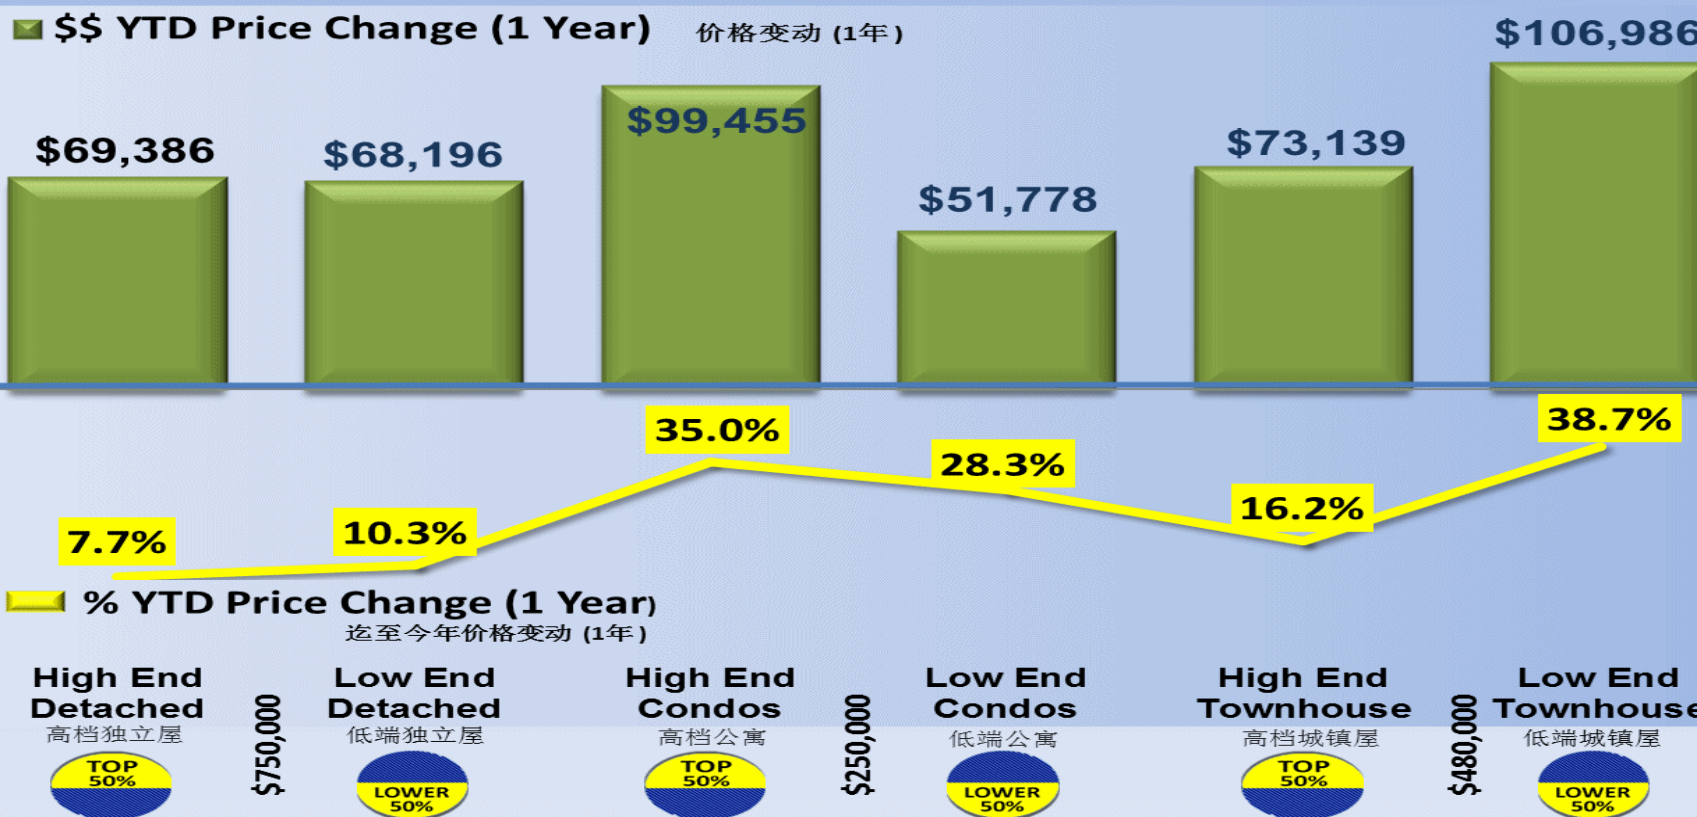 $$ YTD Price Change (1 Year) 价格变动 (1年)
$106,986
$99,455
$69,386
$68,196
$73,139
$51,778
38.7%
35.0%
28.3%
16.2%
10.3%
7.7%
% YTD Price Change (1 Year)
迄至今年价格变动 (1年)
High End
Detached
高档独立屋
TOP
50%
$750,000
Low End
Detached
低端独立屋
LOWER
50%
High End
Condos
高档公寓
TOP
50%
$250,000
Low End
Condos
低端公寓
LOWER
50%
High End
Townhouse
高档城镇屋
TOP
50%
$480,000
Low End
Townhouse
低端城镇屋
LOWER
50%